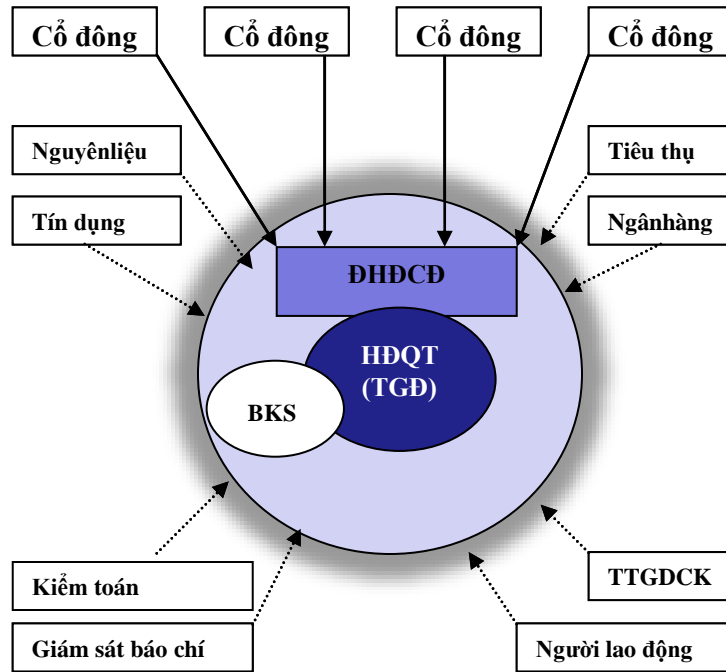 Cổ đông
Cổ đông
Cổ đông
Cổ đông
Nguyênliệu
Tiêu thụ
Tín dụng
Ngânhàng
ĐHĐCĐ
HĐQT
(TGĐ)
BKS
Kiểm toán
TTGDCK
Giám sát báo chí
Người lao động